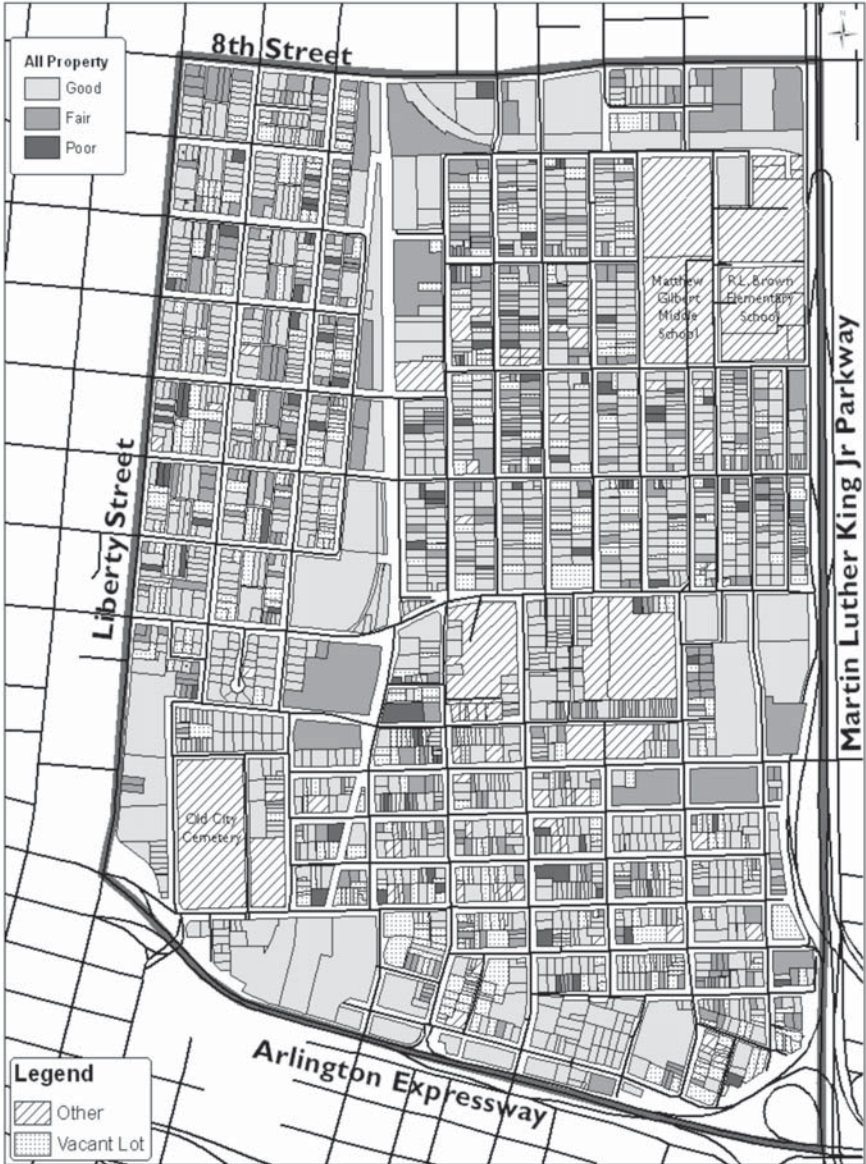 8th Street
N
All Property
Good
Fair
Poor
Matthew
Gilbert
Middle
School
R.L. Brown
Elementary
School
Liberty Street
Martin Luther King Jr Parkway
Old City
Cemetery
Arlington Expressway
Legend
Other
Vacant Lot